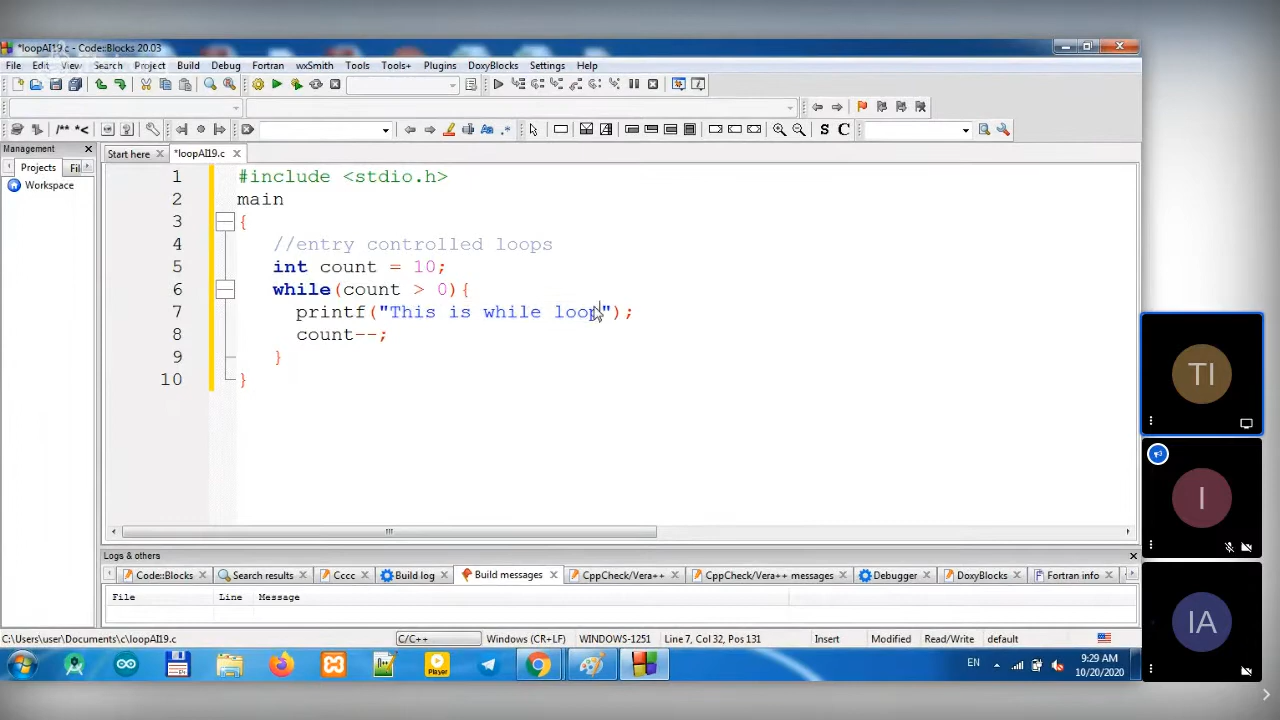 *loopAI19.c - Code::Blocks 20.03
File Edit View Search Project Build Debug Fortran wxSmith Tools Tools+ Plugins DoxyBlocks Settings Help
/** *<
S C
Management
Start here *loopAI19.c
Projects Fil
Workspace
1 #include <stdio.h>
2 main
3 {
4 //entry controlled loops
5 int count = 10;
6 while(count > 0){
7 printf("This is while loop");
8 count--;
9 }
10 }
TI
I
IA
Logs & others
Code::Blocks Search results Cccc Build log Build messages CppCheck/Vera++ CppCheck/Vera++ messages Debugger DoxyBlocks Fortran info
File Line Message
C:\Users\user\Documents\c\loopAI19.c C/C++ Windows (CR+LF) WINDOWS-1251 Line 7, Col 32, Pos 131 Insert Modified Read/Write default
Player
EN
9:29 AM
10/20/2020